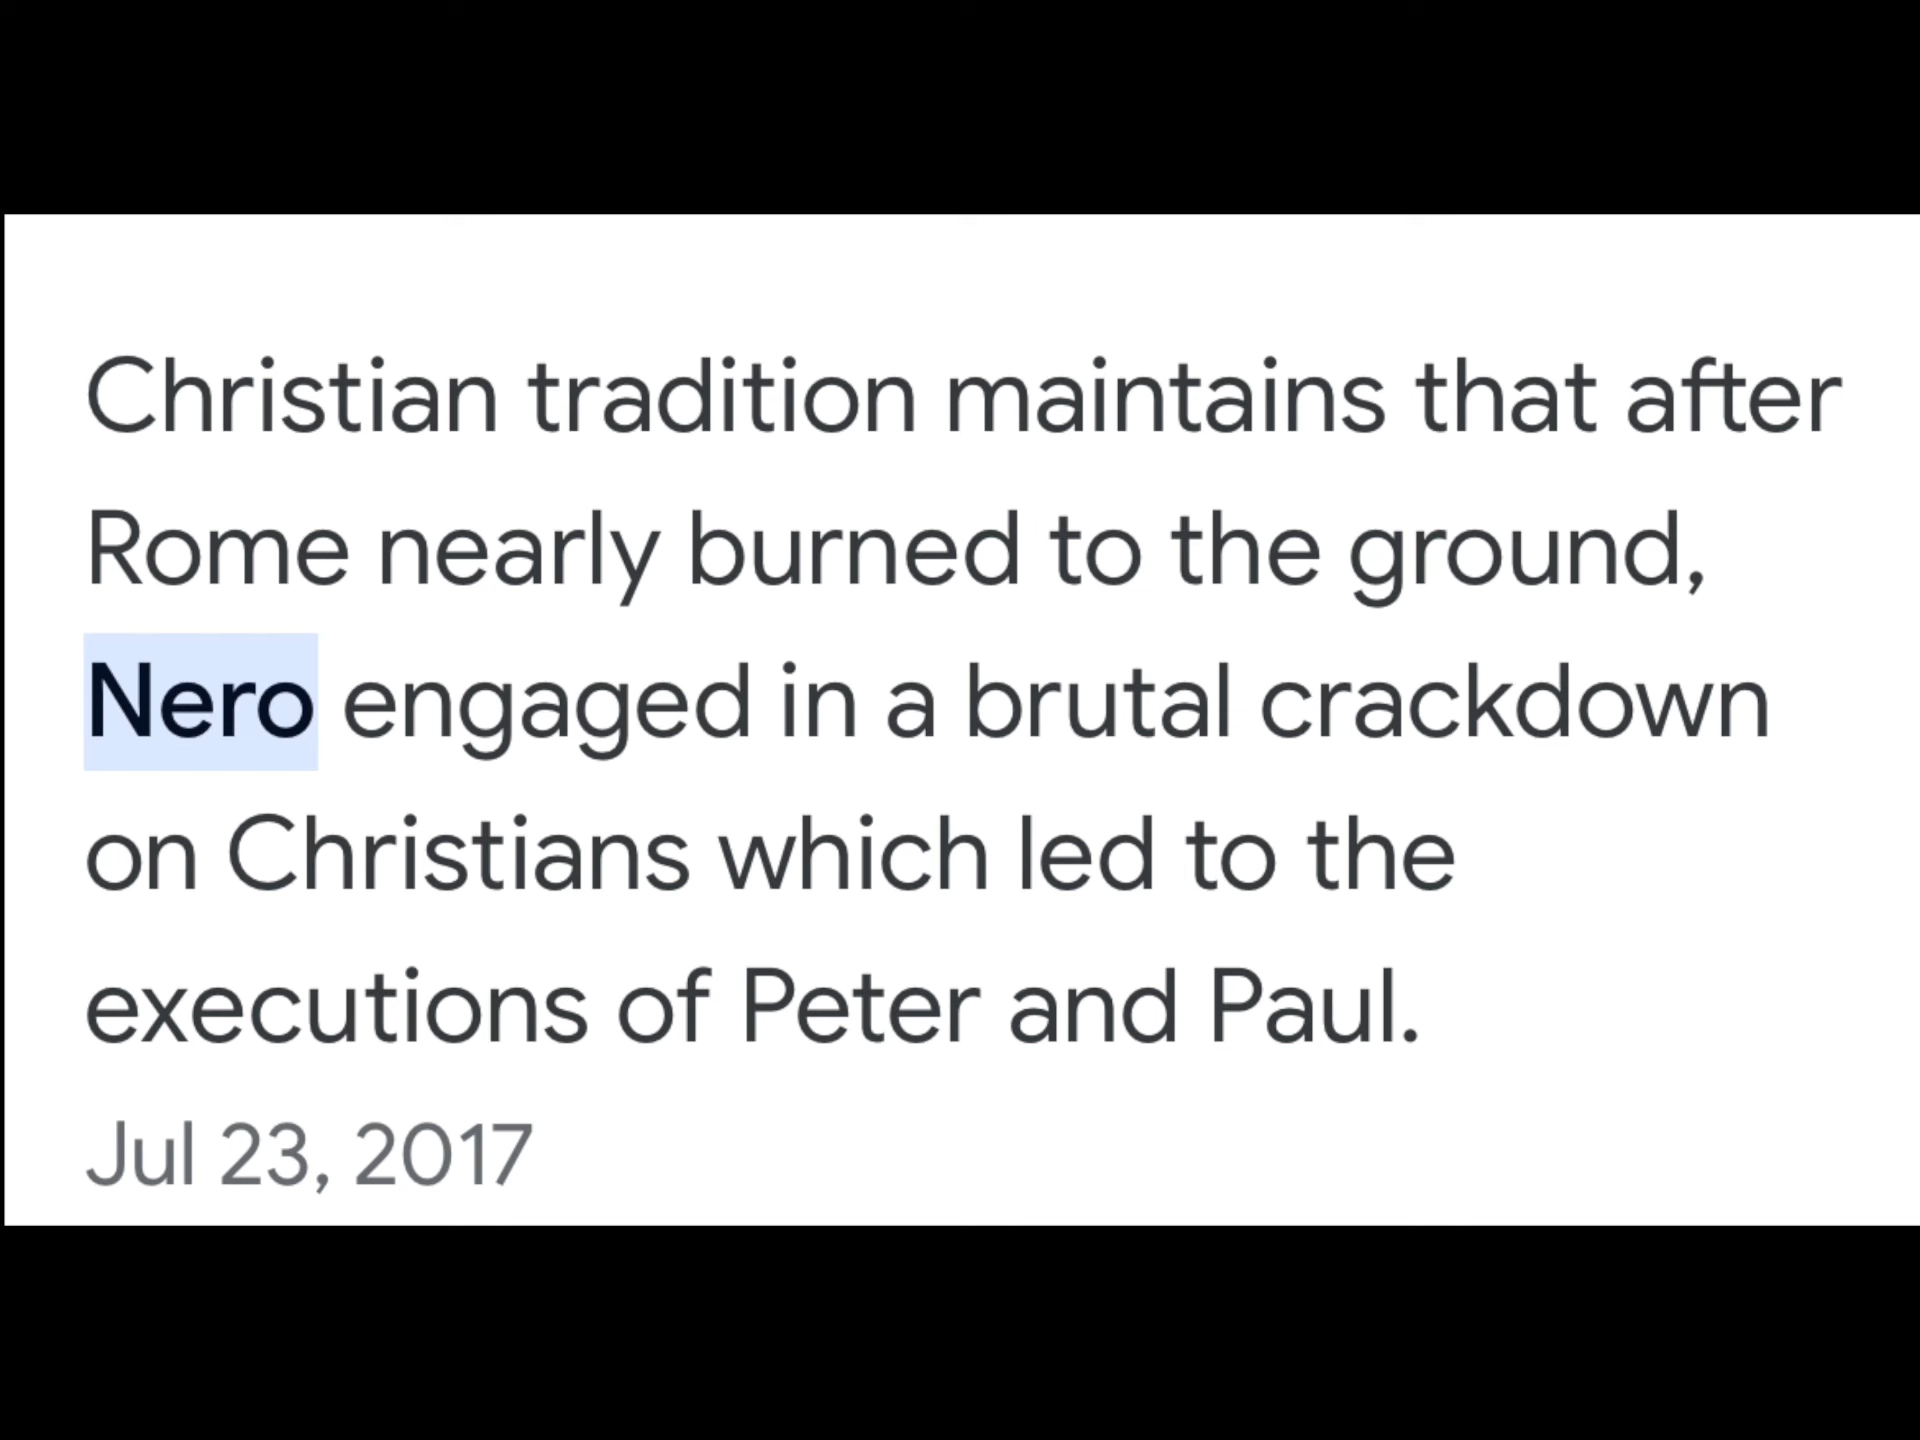 Christian tradition maintains that after
Rome nearly burned to the ground,
Nero engaged in a brutal crackdown
on Christians which led to the
executions of Peter and Paul.
Jul 23, 2017